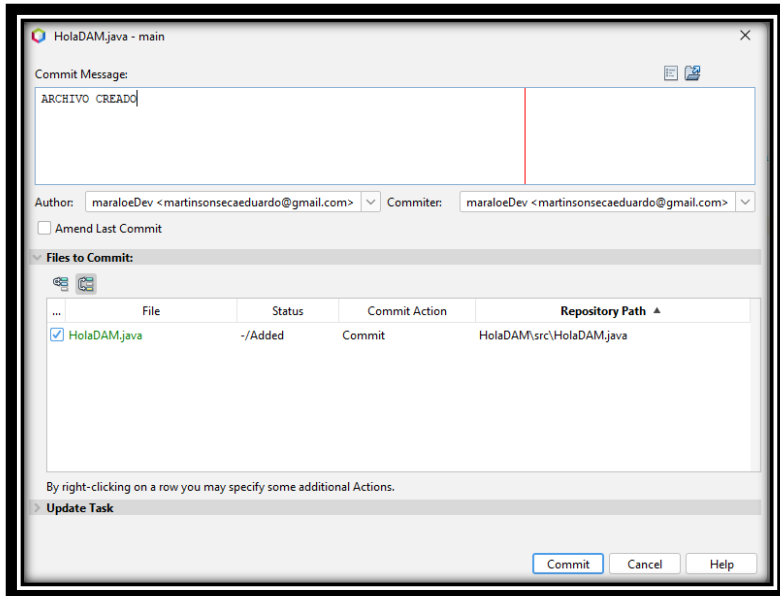 HolaDAM.java - main
Commit Message:
ARCHIVO CREADO
Author: maraloeDev <martinsonsecaeduardo@gmail.com> Commiter: maraloeDev <martinsonsecaeduardo@gmail.com>
Amend Last Commit
Files to Commit:
... File Status Commit Action Repository Path
HolaDAM.java -/Added Commit HolaDAM\src\HolaDAM.java
By right-clicking on a row you may specify some additional Actions.
Update Task
Commit Cancel Help